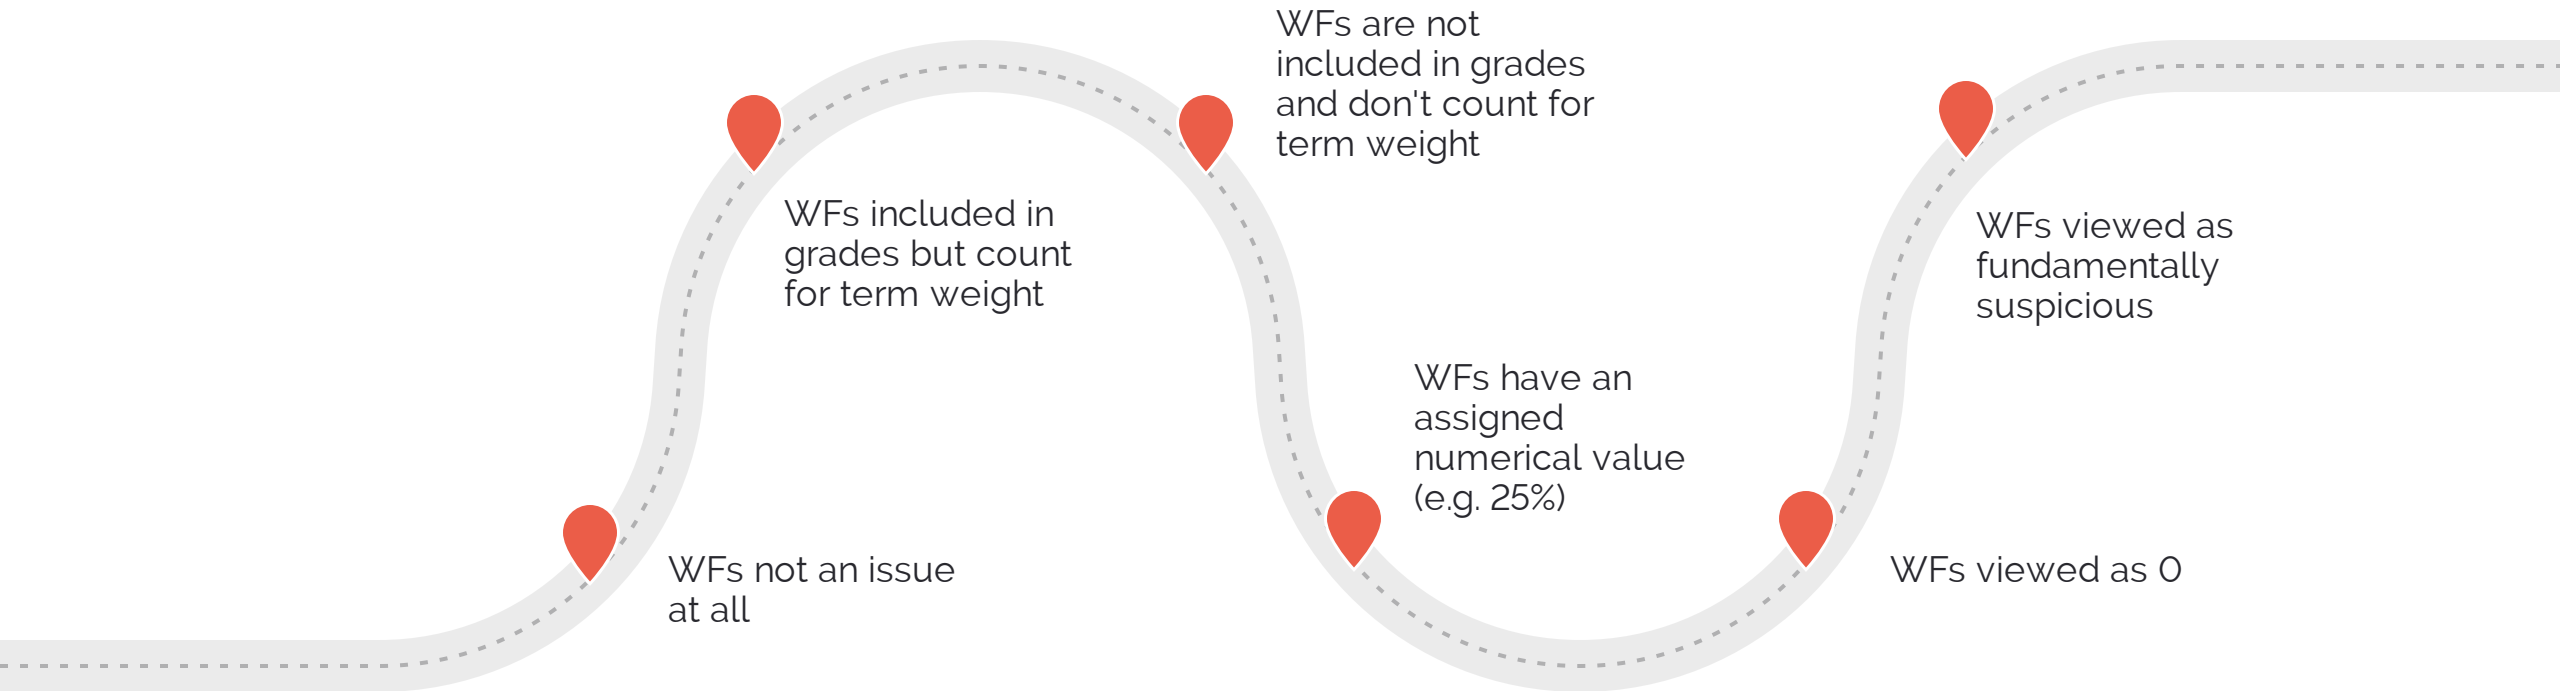 WFs not an issue
at all
WFs included in
grades but count
for term weight
WFs are not
included in grades
and don't count for
term weight
WFs have an
assigned
numerical value
(e.g. 25%)
WFs viewed as 0
WFs viewed as
fundamentally
suspicious